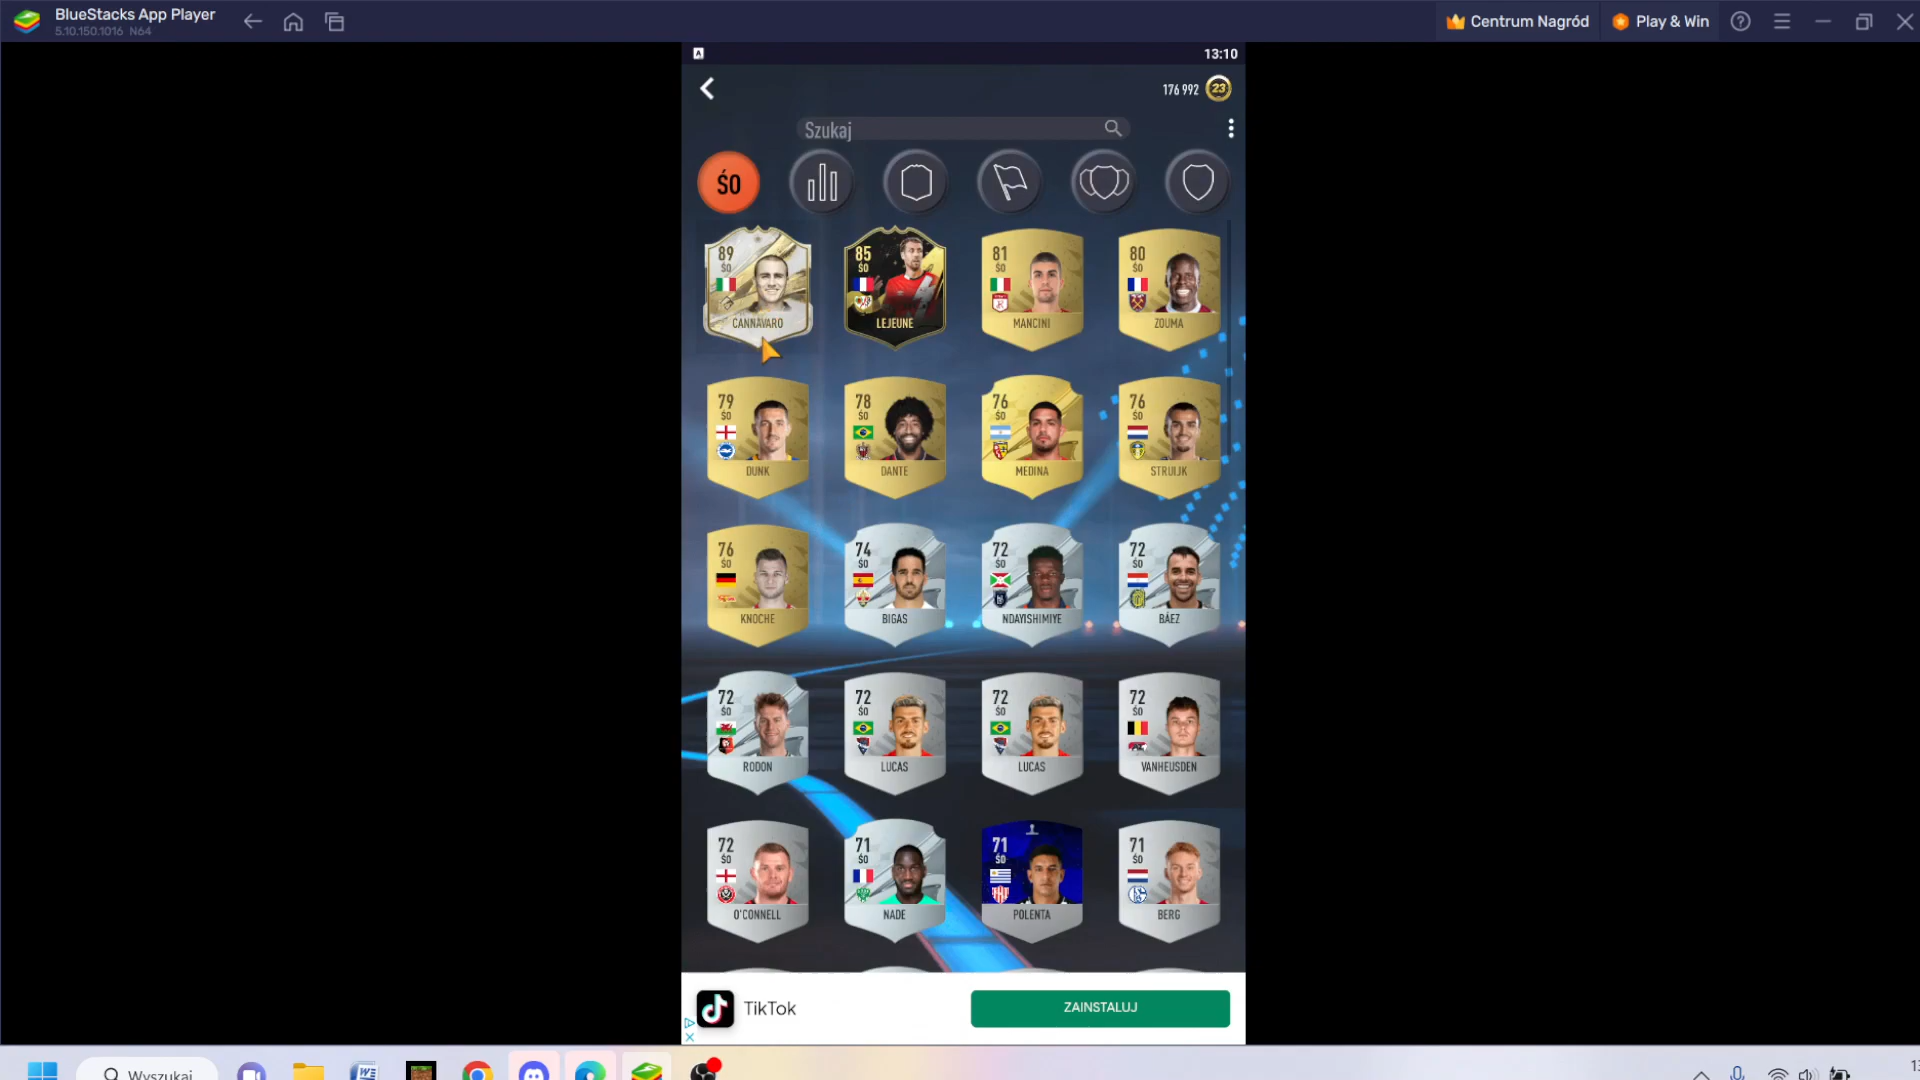 BlueStacks App Player
5.10.150.1016 N64
Centrum Nagród
Play & Win
13:10
176 992
23
Szukaj
ŚO
89
ŚO
CANNAVARO
85
ŚO
LEJEUNE
81
ŚO
MANCINI
80
ŚO
ZOUMA
79
ŚO
DUNK
78
ŚO
DANTE
76
ŚO
MEDINA
76
ŚO
STRUIJK
76
ŚO
KNOCHE
74
ŚO
BIGAS
72
ŚO
NDAYISHIMIYE
72
ŚO
BÁEZ
72
ŚO
RODON
72
ŚO
LUCAS
72
ŚO
LUCAS
72
ŚO
VANHEUSDEN
72
ŚO
O'CONNELL
71
ŚO
NADE
71
ŚO
POLENTA
71
ŚO
BERG
TikTok
ZAINSTALUJ
Wyszukaj